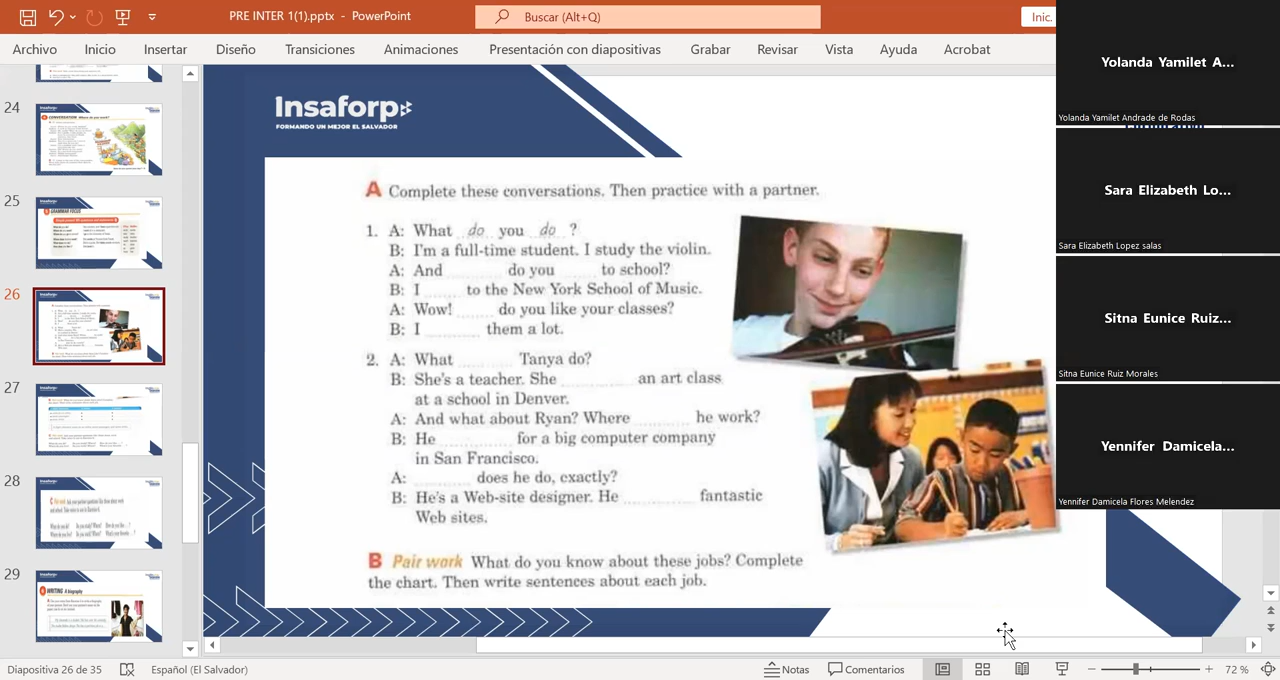 PRE INTER 1(1).pptx - PowerPoint
Buscar (Alt+Q)
Inic.
Archivo Inicio Insertar Diseño Transiciones Animaciones Presentación con diapositivas Grabar Revisar Vista Ayuda Acrobat
24
25
26
27
28
29
Insaforp
FORMANDO UN MEJOR EL SALVADOR
A Complete these conversations. Then practice with a partner.
1. A: What do you do ?
B: I'm a full-time student. I study the violin.
A: And ........ do you ........ to school?
B: I ........ to the New York School of Music.
A: Wow! ........ do you like your classes?
B: I ........ them a lot.
2. A: What ........ Tanya do?
B: She's a teacher. She ........ an art class
at a school in Denver.
A: And what about Ryan? Where ........ he work?
B: He ........ for a big computer company
in San Francisco.
A: ........ does he do, exactly?
B: He's a Web-site designer. He ........ fantastic
Web sites.
B Pair work What do you know about these jobs? Complete
the chart. Then write sentences about each job.
Yolanda Yamilet A...
Yolanda Yamilet Andrade de Rodas
Sara Elizabeth Lo...
Sara Elizabeth Lopez salas
Sitna Eunice Ruiz...
Sitna Eunice Ruiz Morales
Yennifer Damicela...
Yennifer Damicela Flores Melendez
Diapositiva 26 de 35 Español (El Salvador) Notas Comentarios 72 %